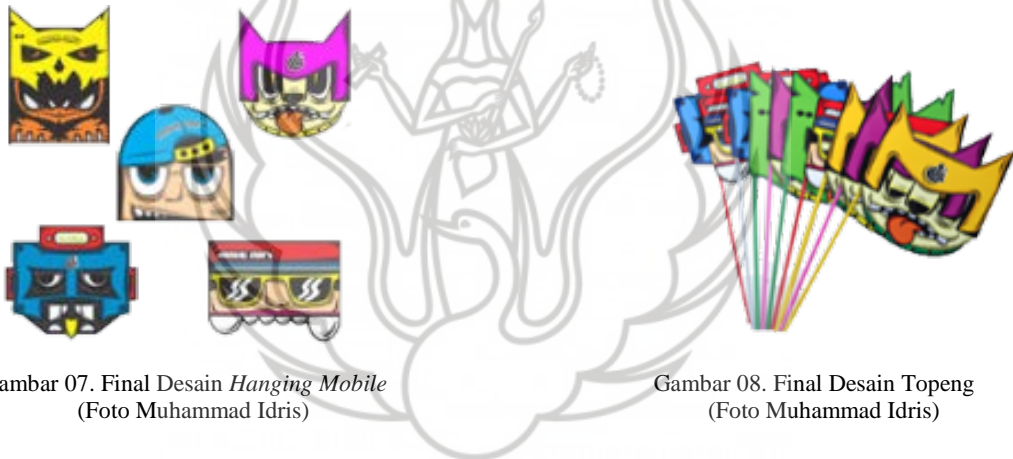 ambar 07. Final Desain Hanging Mobile
(Foto Muhammad Idris)
Gambar 08. Final Desain Topeng
(Foto Muhammad Idris)